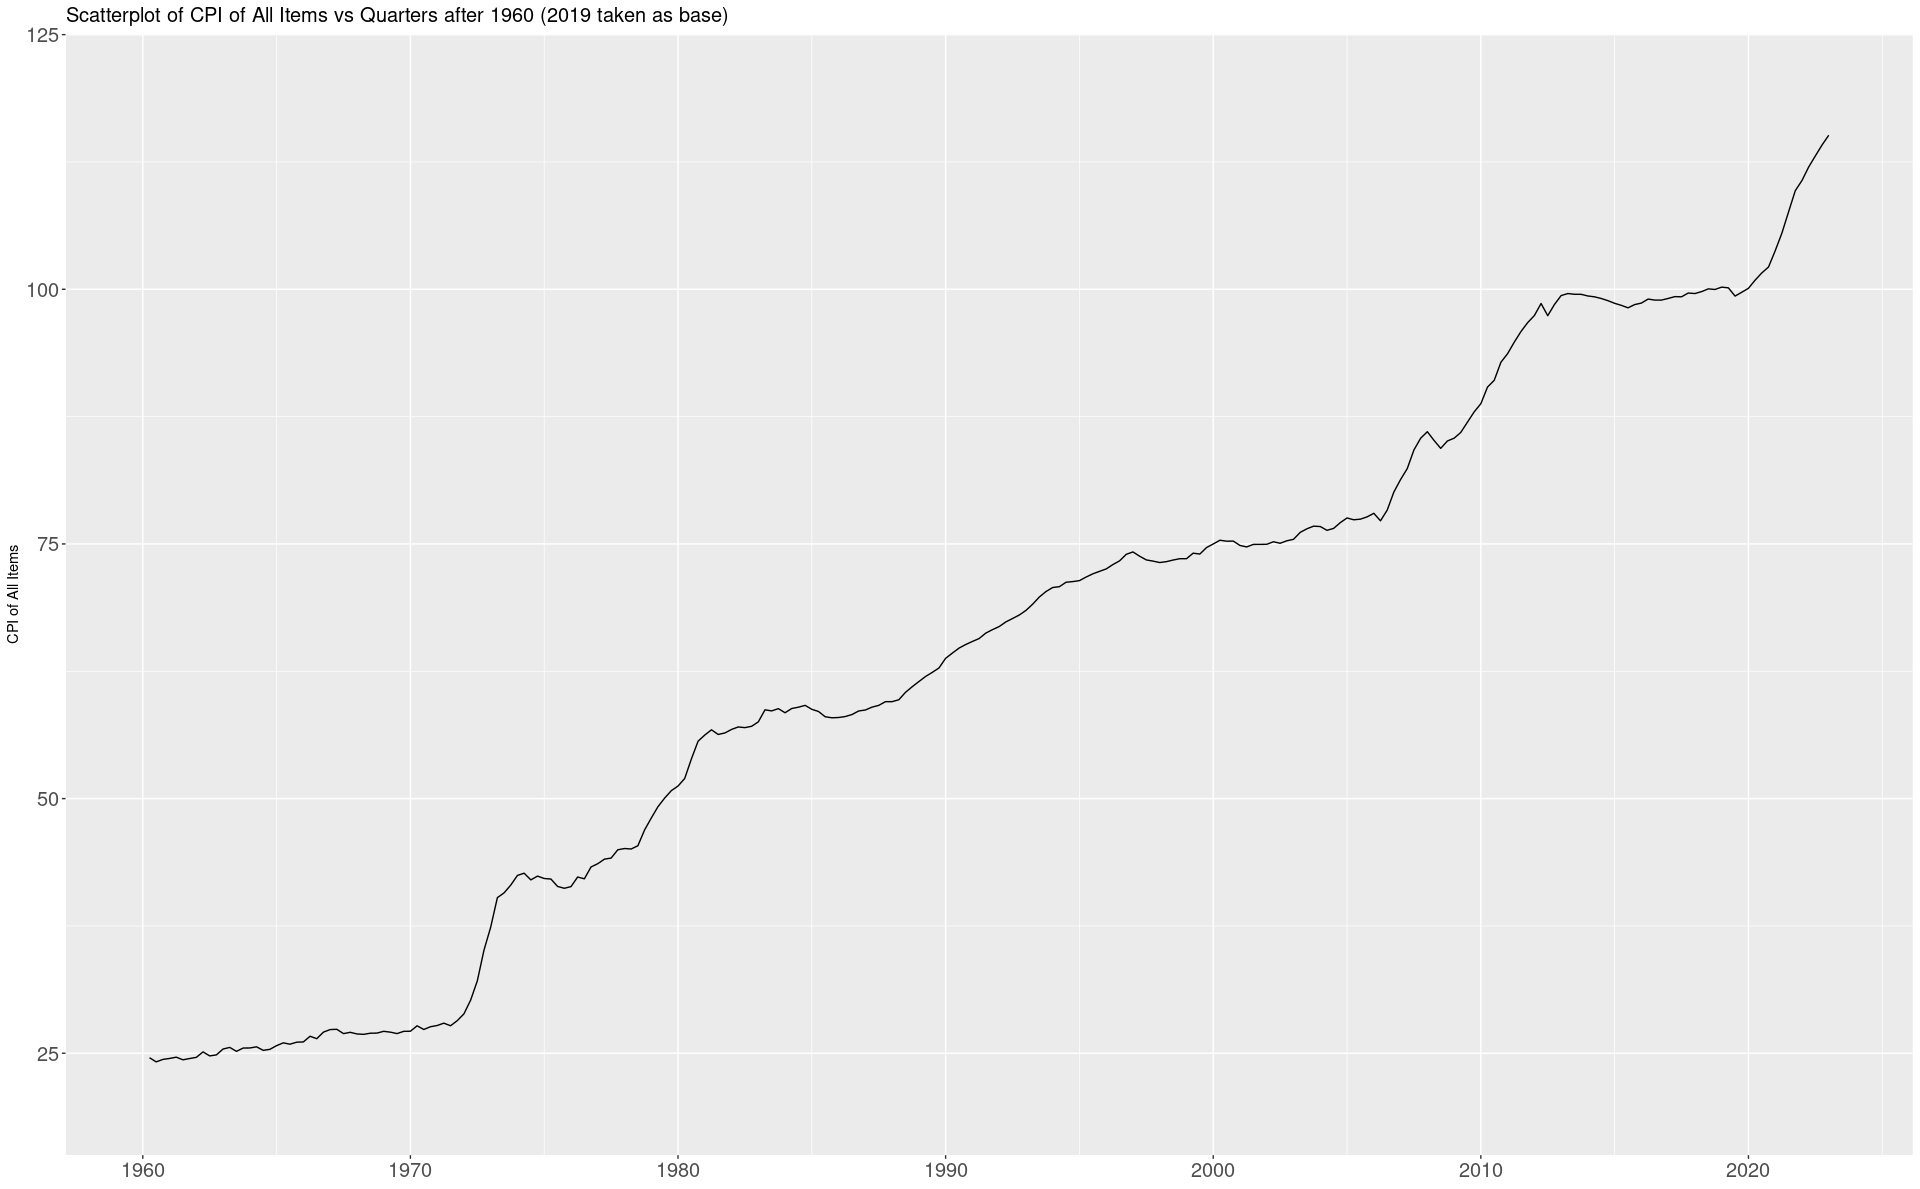 Scatterplot of CPI of All Items vs Quarters after 1960 (2019 taken as base)
125
100
75
50
25
CPI of All Items
1960 1970 1980 1990 2000 2010 2020